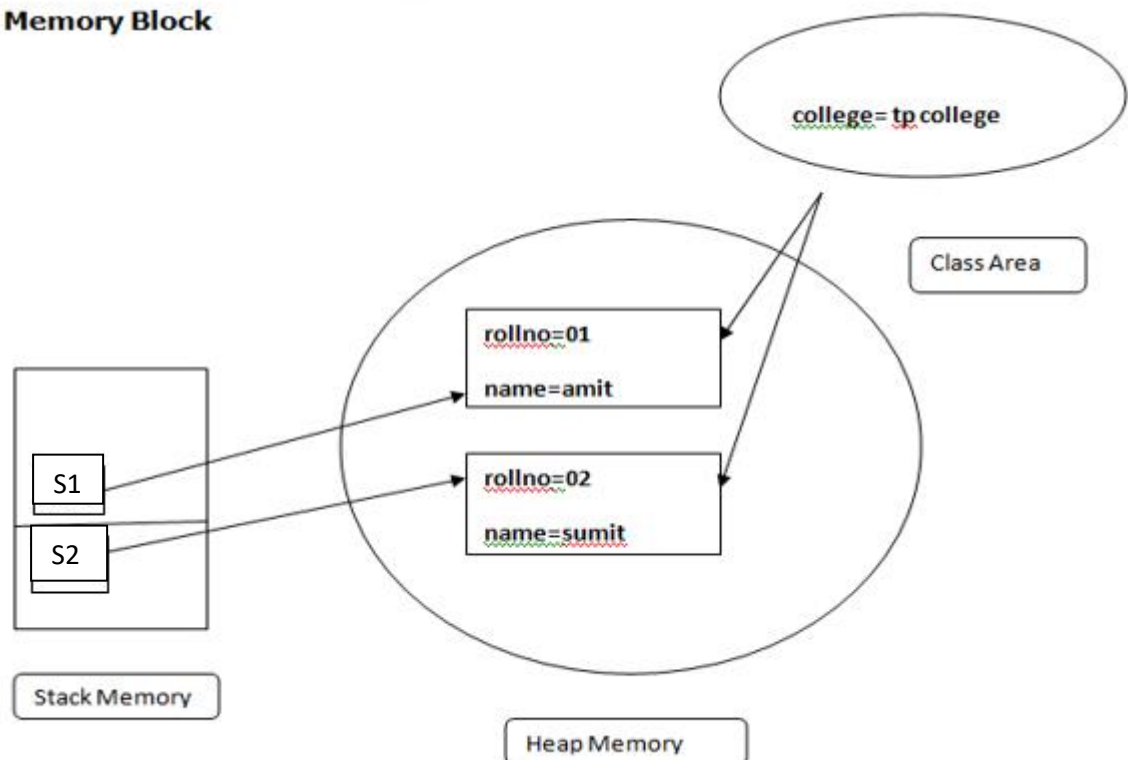 Memory Block
college= tp college
Class Area
rollno=01
name=amit
S1
rollno=02
name=sumit
S2
Stack Memory
Heap Memory